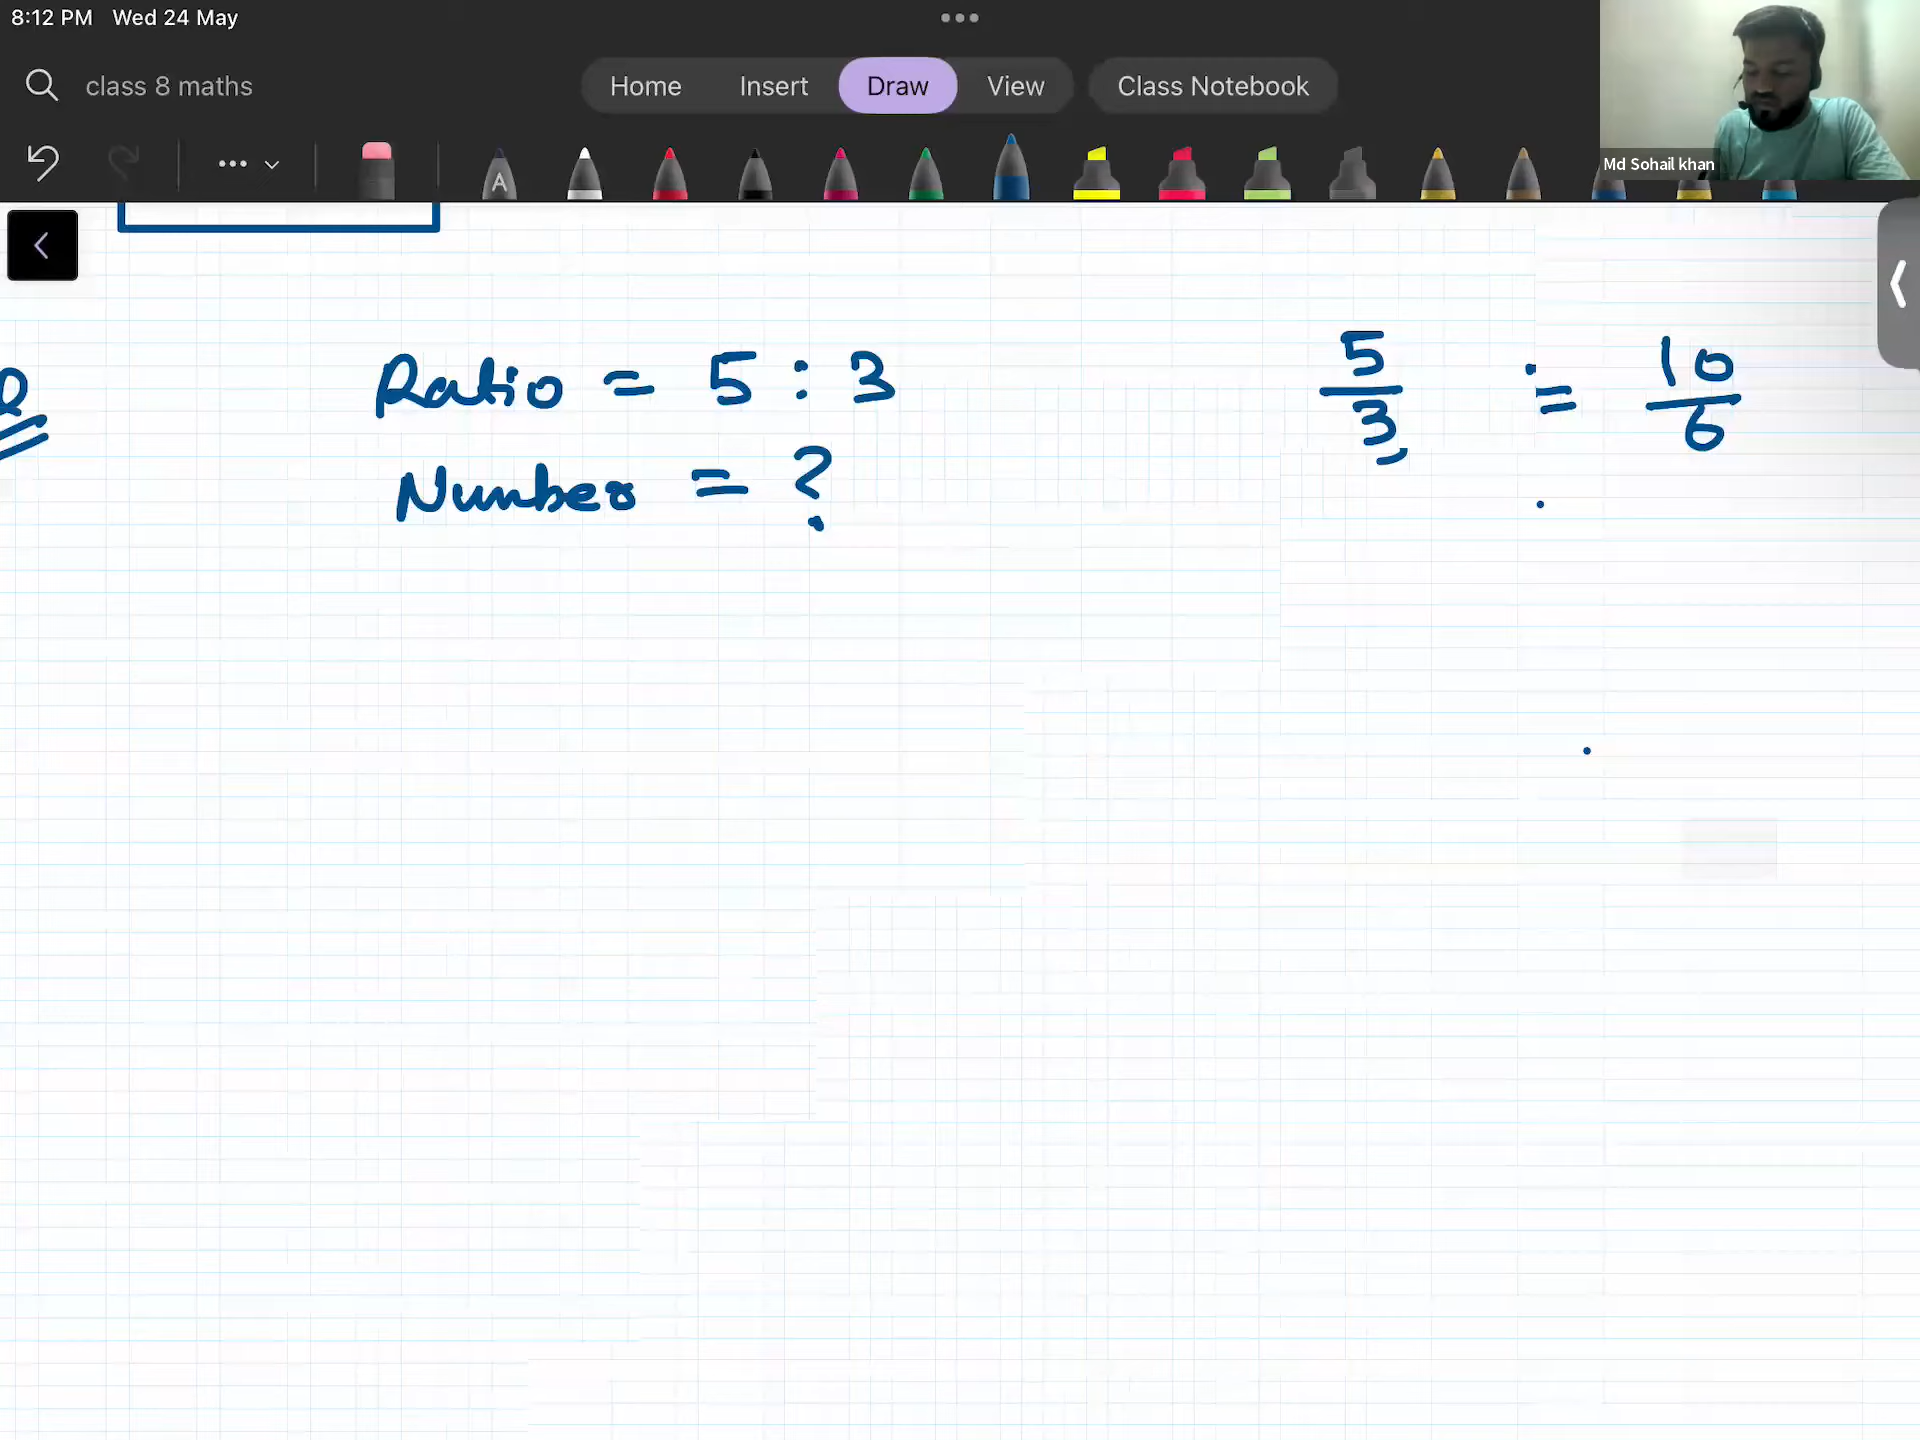 8:12 PM Wed 24 May
class 8 maths
Home Insert Draw View Class Notebook
A
Md Sohail khan
Ratio = 5 : 3
5/3 = 10/6
Number = ?